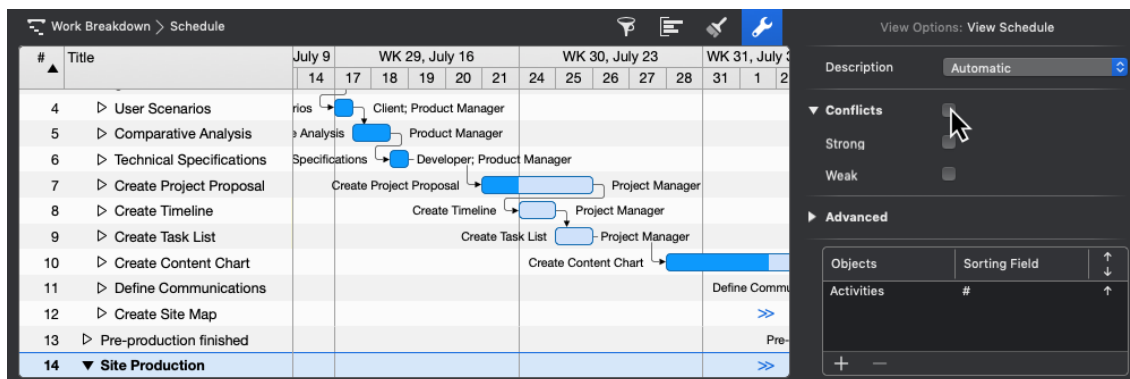 Work Breakdown > Schedule
View Options: View Schedule
# Title
July 9 WK 29, July 16 WK 30, July 23 WK 31, July
14 17 18 19 20 21 24 25 26 27 28 31 1 2
Description Automatic
4 User Scenarios rios Client; Product Manager
Conflicts
5 Comparative Analysis Analysis Product Manager
Strong
6 Technical Specifications Specifications Developer; Product Manager
Weak
7 Create Project Proposal Create Project Proposal Project Manager
8 Create Timeline Create Timeline Project Manager
Advanced
9 Create Task List Create Task List Project Manager
10 Create Content Chart Create Content Chart
Objects Sorting Field
11 Define Communications Define Commu
Activities #
12 Create Site Map
13 Pre-production finished Pre-
14 Site Production